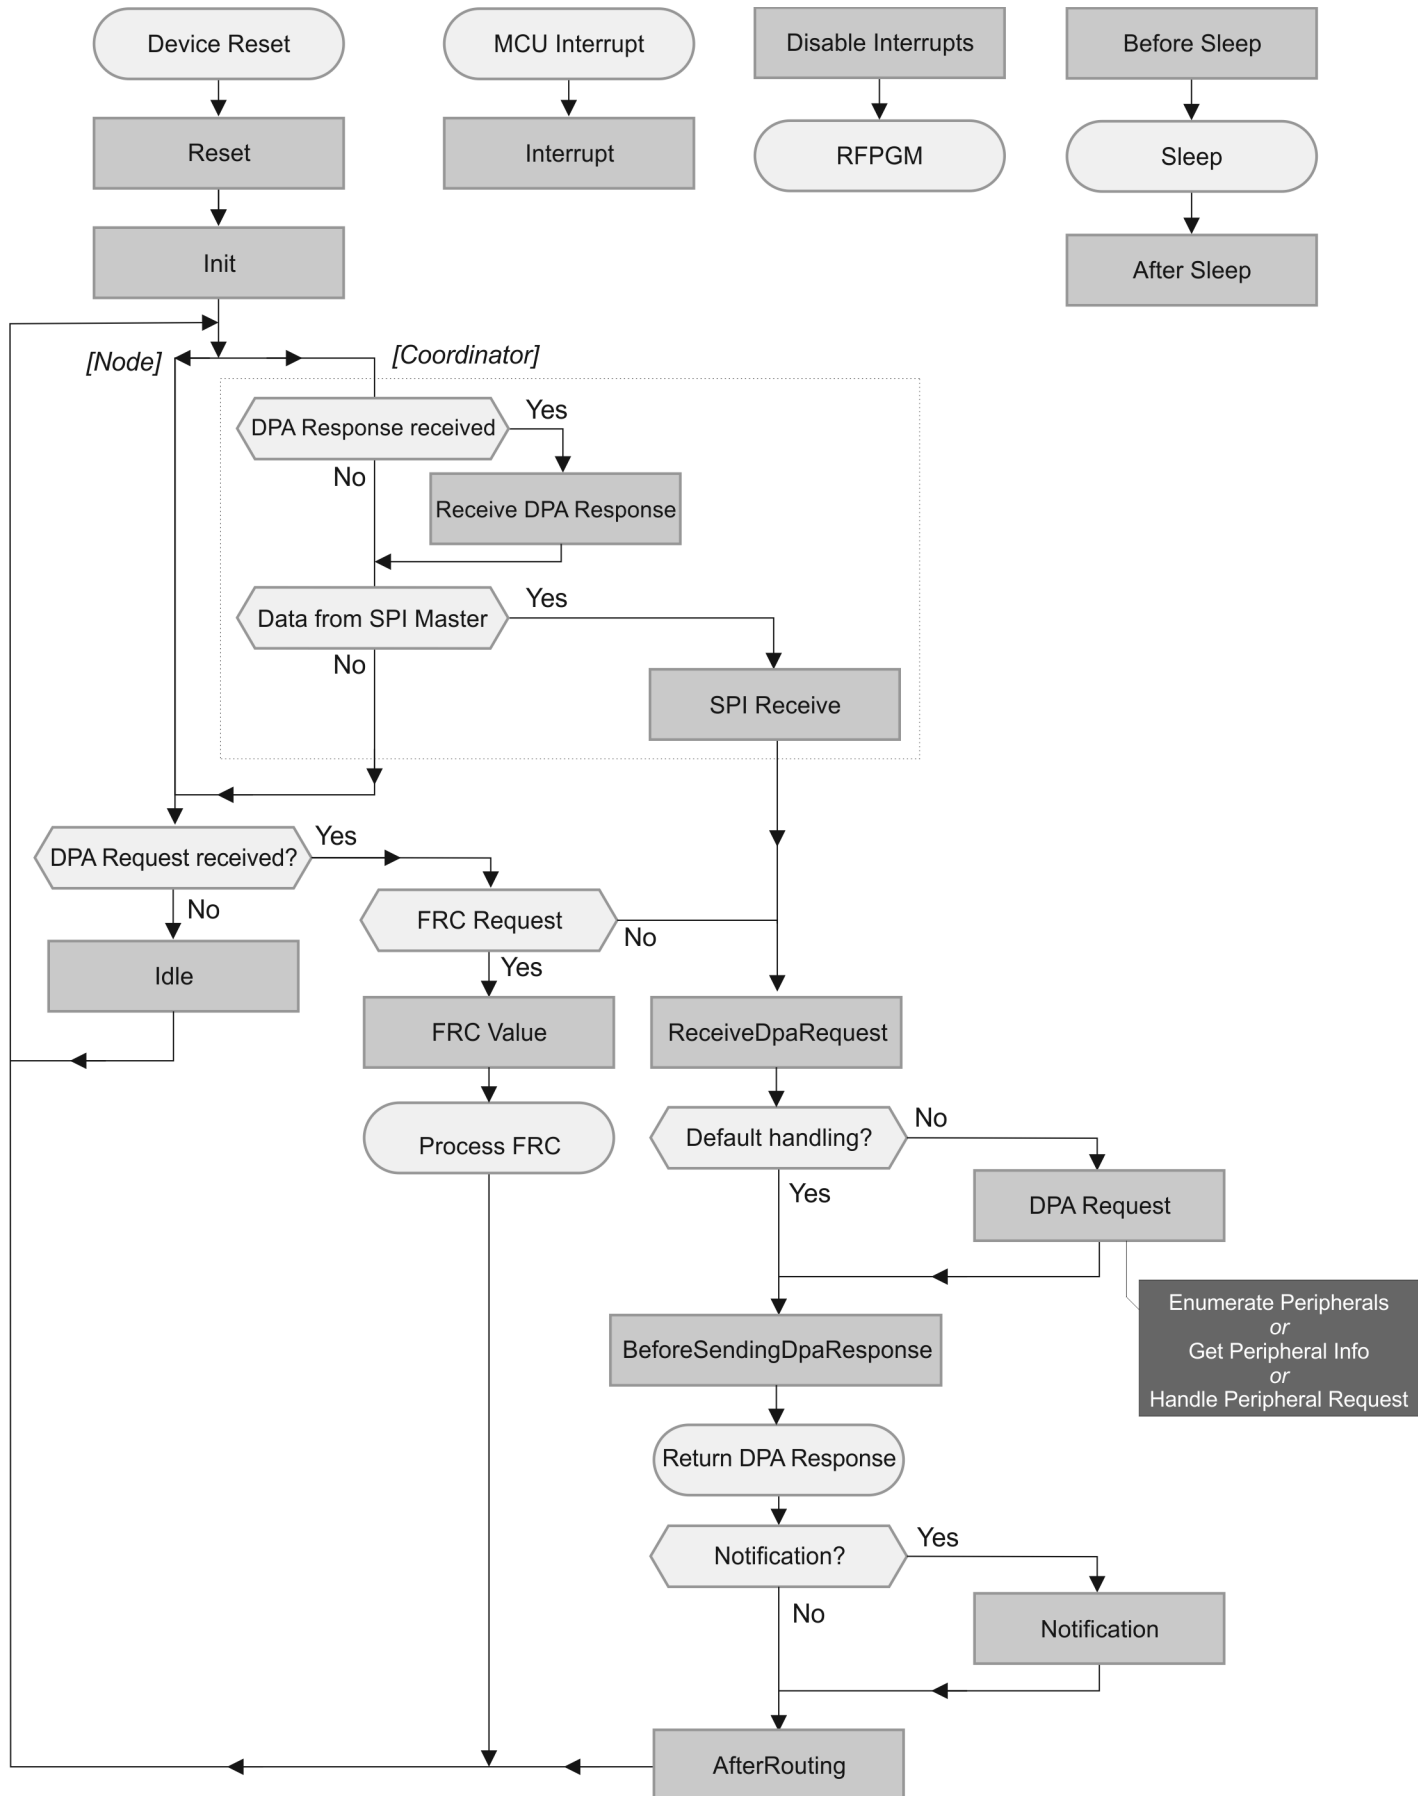 Device Reset
MCU Interrupt
Disable Interrupts
Before Sleep
Reset
Interrupt
RFPGM
Sleep
Init
After Sleep
[Node]
[Coordinator]
DPA Response received
Yes
No
Receive DPA Response
Data from SPI Master
Yes
No
SPI Receive
DPA Request received?
Yes
No
FRC Request
No
Yes
Idle
FRC Value
ReceiveDpaRequest
Process FRC
Default handling?
No
Yes
DPA Request
Enumerate Peripherals
or
Get Peripheral Info
or
Handle Peripheral Request
BeforeSendingDpaResponse
Return DPA Response
Notification?
Yes
No
Notification
AfterRouting